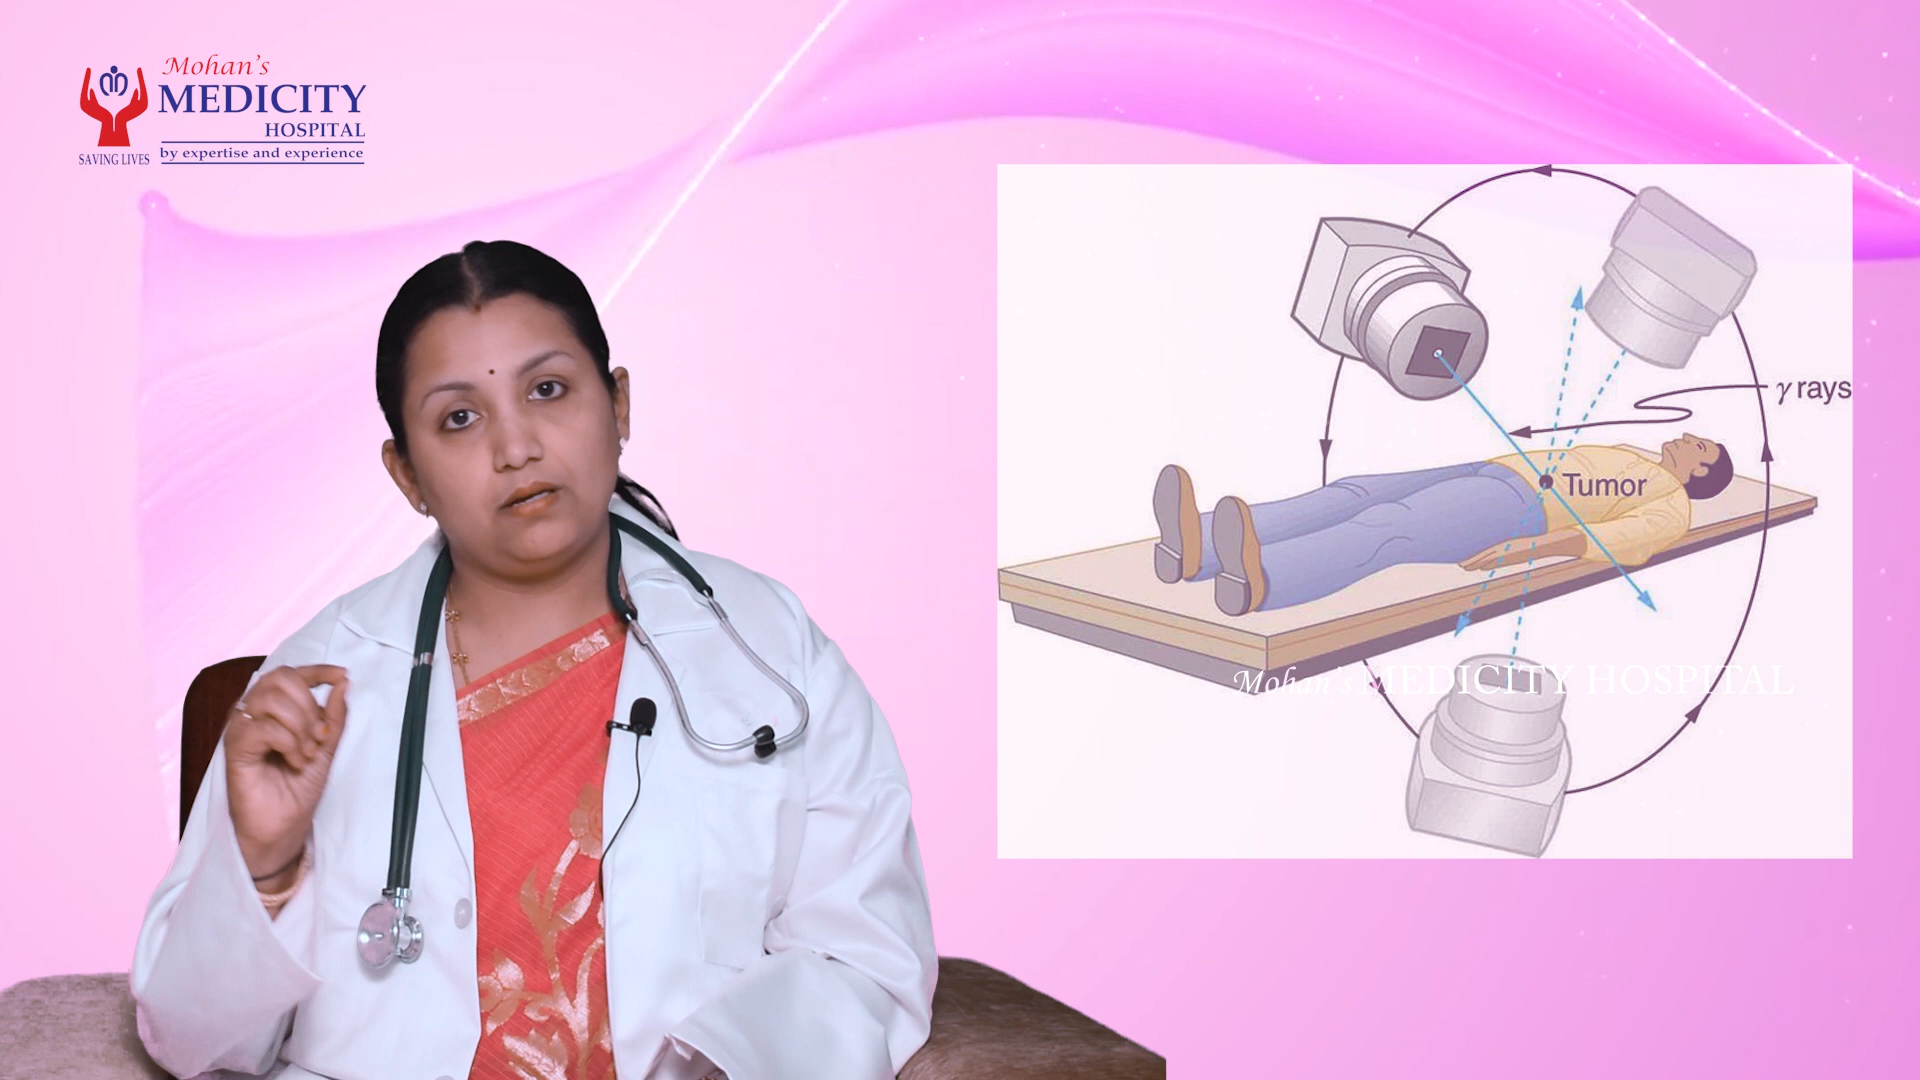 Mohan's
MEDICITY
HOSPITAL
SAVING LIVES
by expertise and experience
γ rays
Tumor
Mohan's MEDICITY HOSPITAL